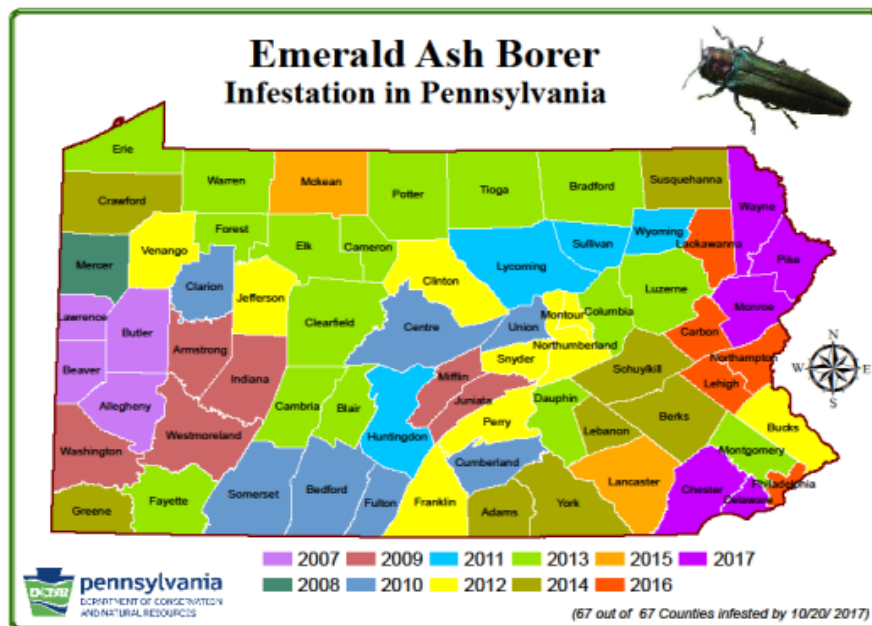 Emerald Ash Borer
Infestation in Pennsylvania
Erie
Warren
Mckean
Potter
Tioga
Bradford
Susquehanna
Wayne
Crawford
Forest
Elk
Cameron
Sullivan
Wyoming
Lackawanna
Pike
Mercer
Venango
Clarion
Jefferson
Clinton
Lycoming
Luzerne
Monroe
Lawrence
Butler
Clearfield
Centre
Union
Montour
Columbia
Carbon
Northumberland
Northampton
Beaver
Armstrong
Indiana
Snyder
Mifflin
Schuylkill
Lehigh
Allegheny
Cambria
Blair
Juniata
Dauphin
Berks
Bucks
Washington
Westmoreland
Huntingdon
Perry
Lebanon
Montgomery
Cumberland
Philadelphia
Greene
Fayette
Somerset
Bedford
Fulton
Franklin
Adams
York
Lancaster
Chester
Delaware
N
W E
S
2007 2009 2011 2013 2015 2017
2008 2010 2012 2014 2016
DCNR
pennsylvania
DEPARTMENT OF CONSERVATION
AND NATURAL RESOURCES
(67 out of 67 Counties infested by 10/20/ 2017)